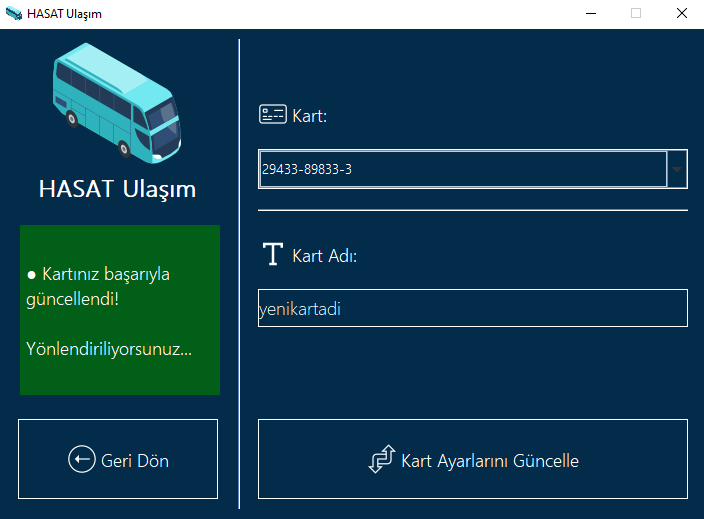 HASAT Ulaşım
HASAT Ulaşım
● Kartınız başarıyla
güncellendi!
Yönlendiriliyorsunuz...
Geri Dön
Kart:
29433-89833-3
Kart Adı:
yenikartadi
Kart Ayarlarını Güncelle